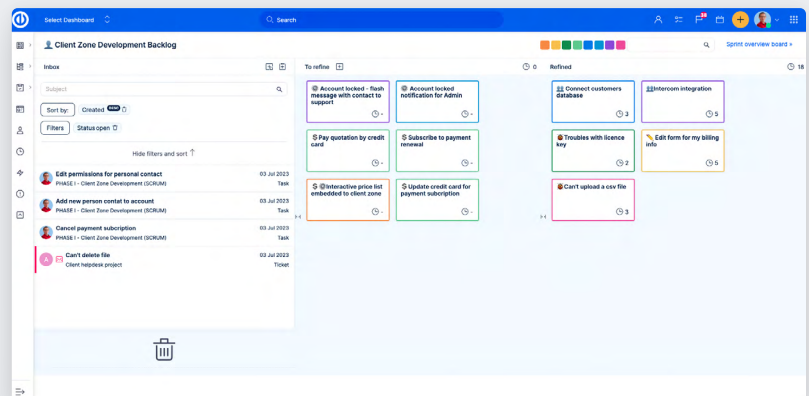 Select Dashboard
Search
38
Client Zone Development Backlog
Sprint overview board »
Inbox
To refine
0
Refined
18
Subject
Sort by:
Created
Filters
Status open
Hide filters and sort ↑
Edit permissions for personal contact
03 Jul 2023
PHASE I - Client Zone Development (SCRUM)
Task
Add new person contat to account
03 Jul 2023
PHASE I - Client Zone Development (SCRUM)
Task
Cancel payment subcription
03 Jul 2023
PHASE I - Client Zone Development (SCRUM)
Task
A
Can't delete file
03 Jul 2023
Client helpdesk project
Ticket
Account locked - flash
message with contact to
support
-
Account locked
notification for Admin
-
$ Pay quotation by credit
card
-
$ Subscribe to payment
renewal
-
$ Interactive price list
embedded to client zone
-
$ Update credit card for
payment subscription
-
Connect customers
database
3
Intercom integration
5
Troubles with licence
key
2
Edit form for my billing
info
5
Can't upload a csv file
3